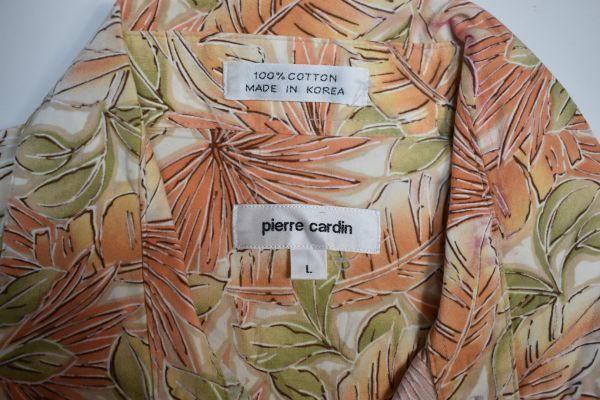 100% COTTON
MADE IN KOREA
pierre cardin
L